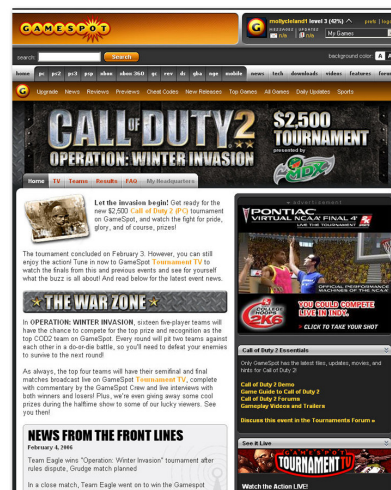 GAMESPOT
mollycleland1 level 3 (42%) prefs | logo
MESSAGES n/a UPDATES n/a My Games
search: Search background color: A A
home pc ps2 ps3 psp xbox xbox 360 gc rev ds gba nge mobile news tech downloads videos features foru
G Upgrade News Reviews Previews Cheat Codes New Releases Top Games All Games Daily Updates Sports
CALL OF DUTY 2
OPERATION: WINTER INVASION
$2,500
TOURNAMENT
presented by
MDX
Home TV Teams Results FAQ My Headquarters
Let the invasion begin! Get ready for the
new $2,500 Call of Duty 2 (PC) tournament
on GameSpot, and watch the fight for pride,
glory, and of course, prizes!
The tournament concluded on February 3. However, you can still
enjoy the action! Tune in now to GameSpot Tournament TV to
watch the finals from this and previous events and see for yourself
what the buzz is all about! And read below for the latest event news.
THE WAR ZONE
In OPERATION: WINTER INVASION, sixteen five-player teams will
have the chance to compete for the top prize and recognition as the
top COD2 team on GameSpot. Every round will pit two teams against
each other in a do-or-die battle, so you'll need to defeat your enemies
to survive to the next round!
As always, the top four teams will have their semifinal and final
matches broadcast live on GameSpot Tournament TV, complete
with commentary by the GameSpot Crew and live interviews with
both winners and losers! Plus, we're even giving away some cool
prizes during the halftime show to some of our lucky viewers. See
you then!
NEWS FROM THE FRONT LINES
February 4, 2006
Team Eagle wins "Operation: Winter Invasion" tournament after
rules dispute, Grudge match planned
In a close match, Team Eagle went on to win the Gamespot
advertisement
PONTIAC
VIRTUAL NCAA FINAL 4
LIVE THE TOURNAMENT 2006
OFFICIAL PERFORMANCE
MACHINES OF THE NCAA
COLLEGE
HOOPS
2K6
YOU COULD COMPETE
LIVE IN INDY.
> CLICK TO TAKE YOUR SHOT
Call of Duty 2 Essentials
Only GameSpot has the latest files, updates, movies, and
hints for Call of Duty 2!
Call of Duty 2 Demo
Game Guide to Call of Duty 2
Call of Duty 2 Forums
Gameplay Videos and Trailers
Discuss this event in the Tournaments Forum »
See it Live
GAMESPOT
TOURNAMENT TV
Watch the Action LIVE!